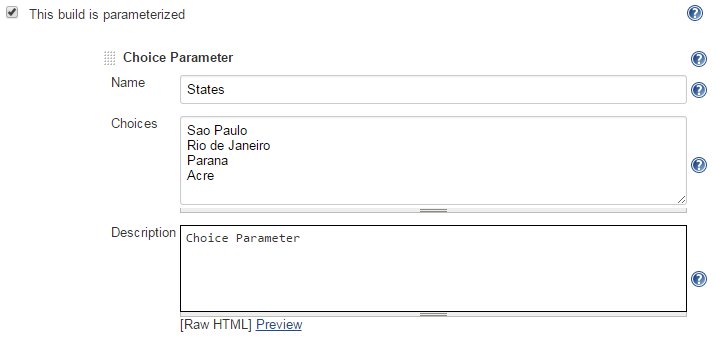 This build is parameterized
Choice Parameter
Name
States
Choices
Sao Paulo
Rio de Janeiro
Parana
Acre
Description
Choice Parameter
[Raw HTML] Preview